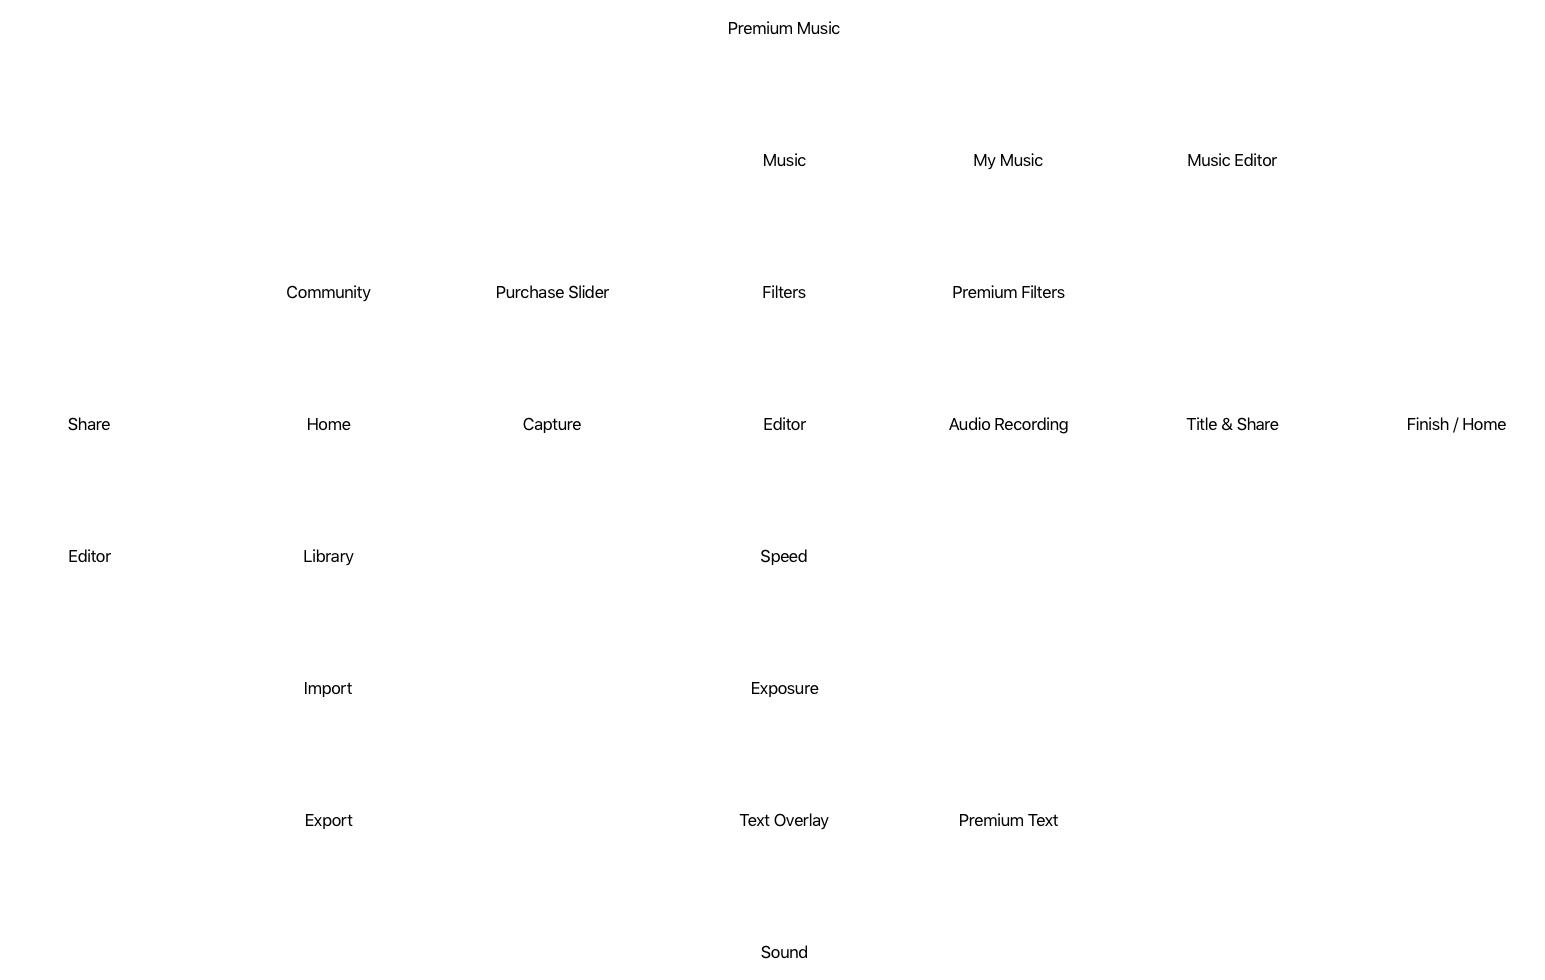 Premium Music
Music My Music Music Editor
Community Purchase Slider Filters Premium Filters
Share Home Capture Editor Audio Recording Title & Share Finish / Home
Editor Library Speed
Import Exposure
Export Text Overlay Premium Text
Sound